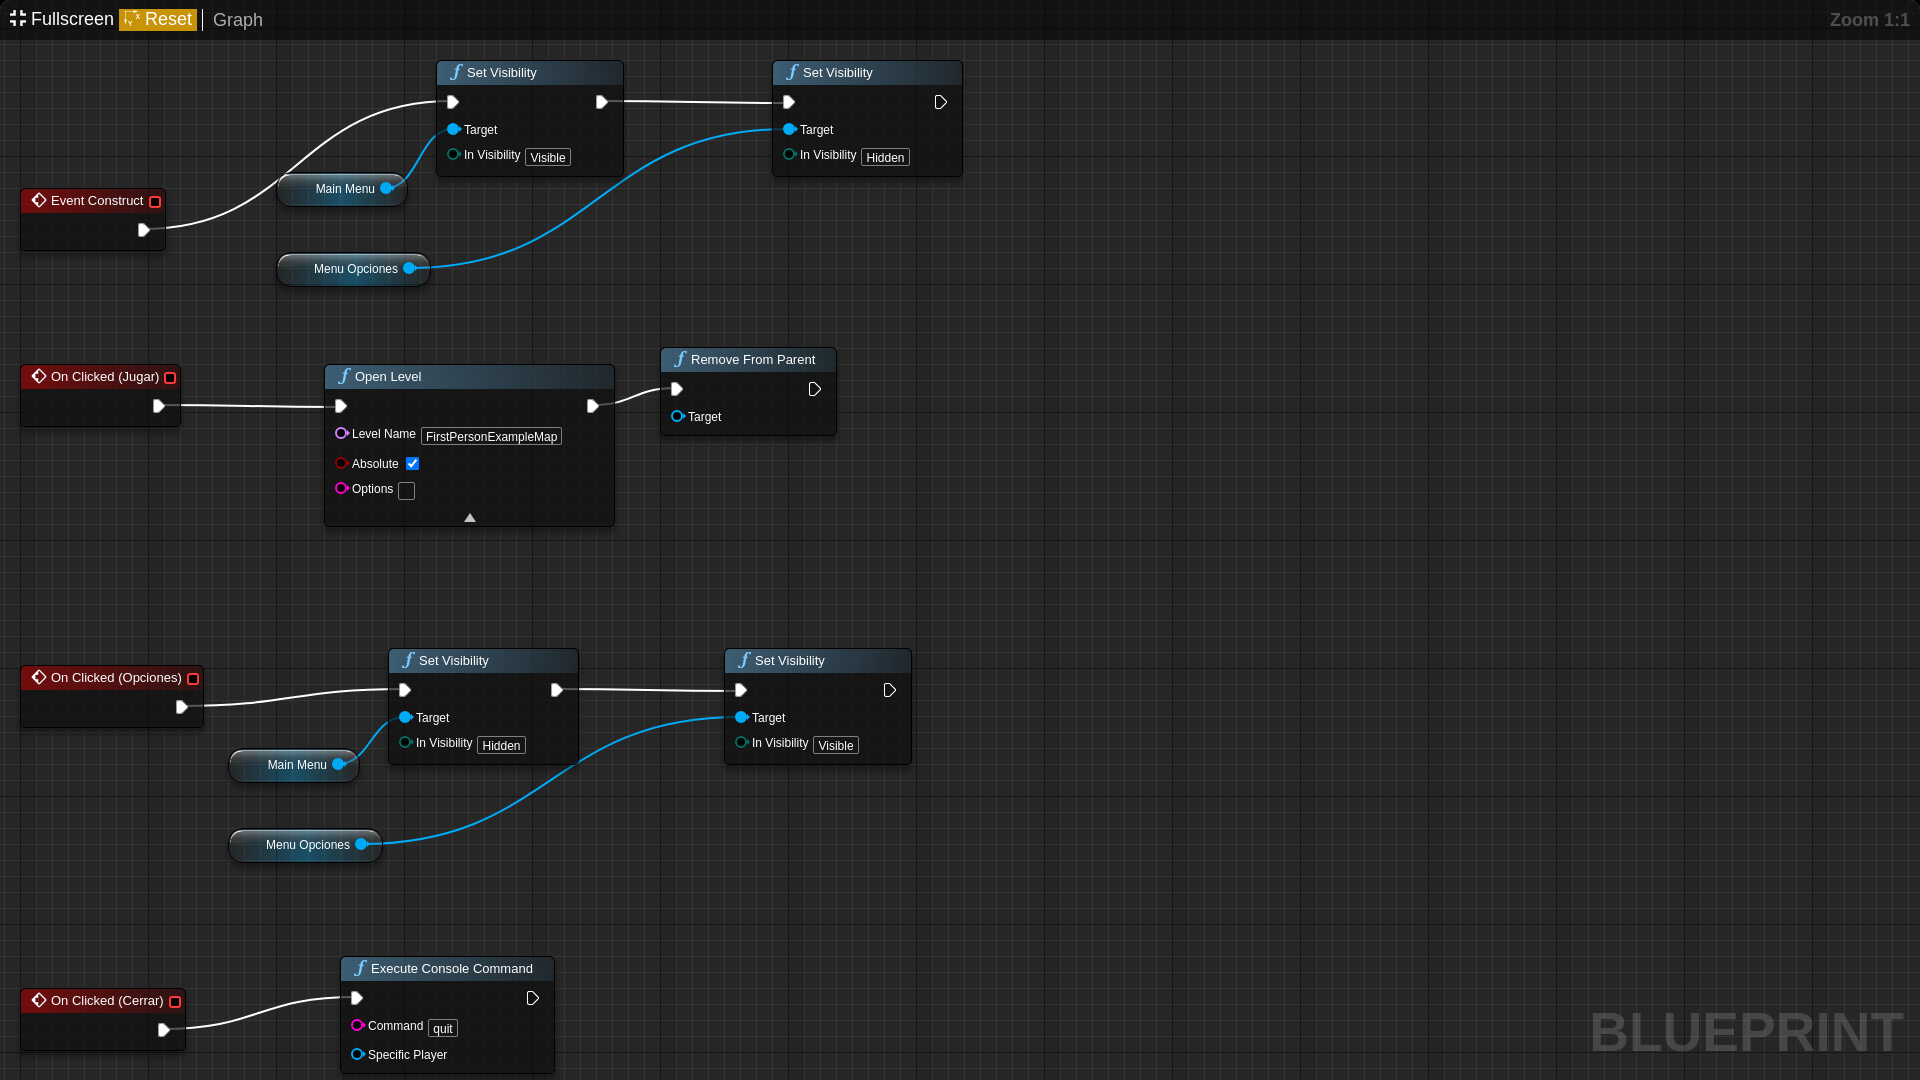 Fullscreen Reset Graph Zoom 1:1
Set Visibility
Target
In Visibility Visible
Set Visibility
Target
In Visibility Hidden
Main Menu
Event Construct
Menu Opciones
On Clicked (Jugar)
Open Level
Level Name FirstPersonExampleMap
Absolute
Options
Remove From Parent
Target
On Clicked (Opciones)
Set Visibility
Target
In Visibility Hidden
Set Visibility
Target
In Visibility Visible
Main Menu
Menu Opciones
On Clicked (Cerrar)
Execute Console Command
Command quit
Specific Player
BLUEPRINT